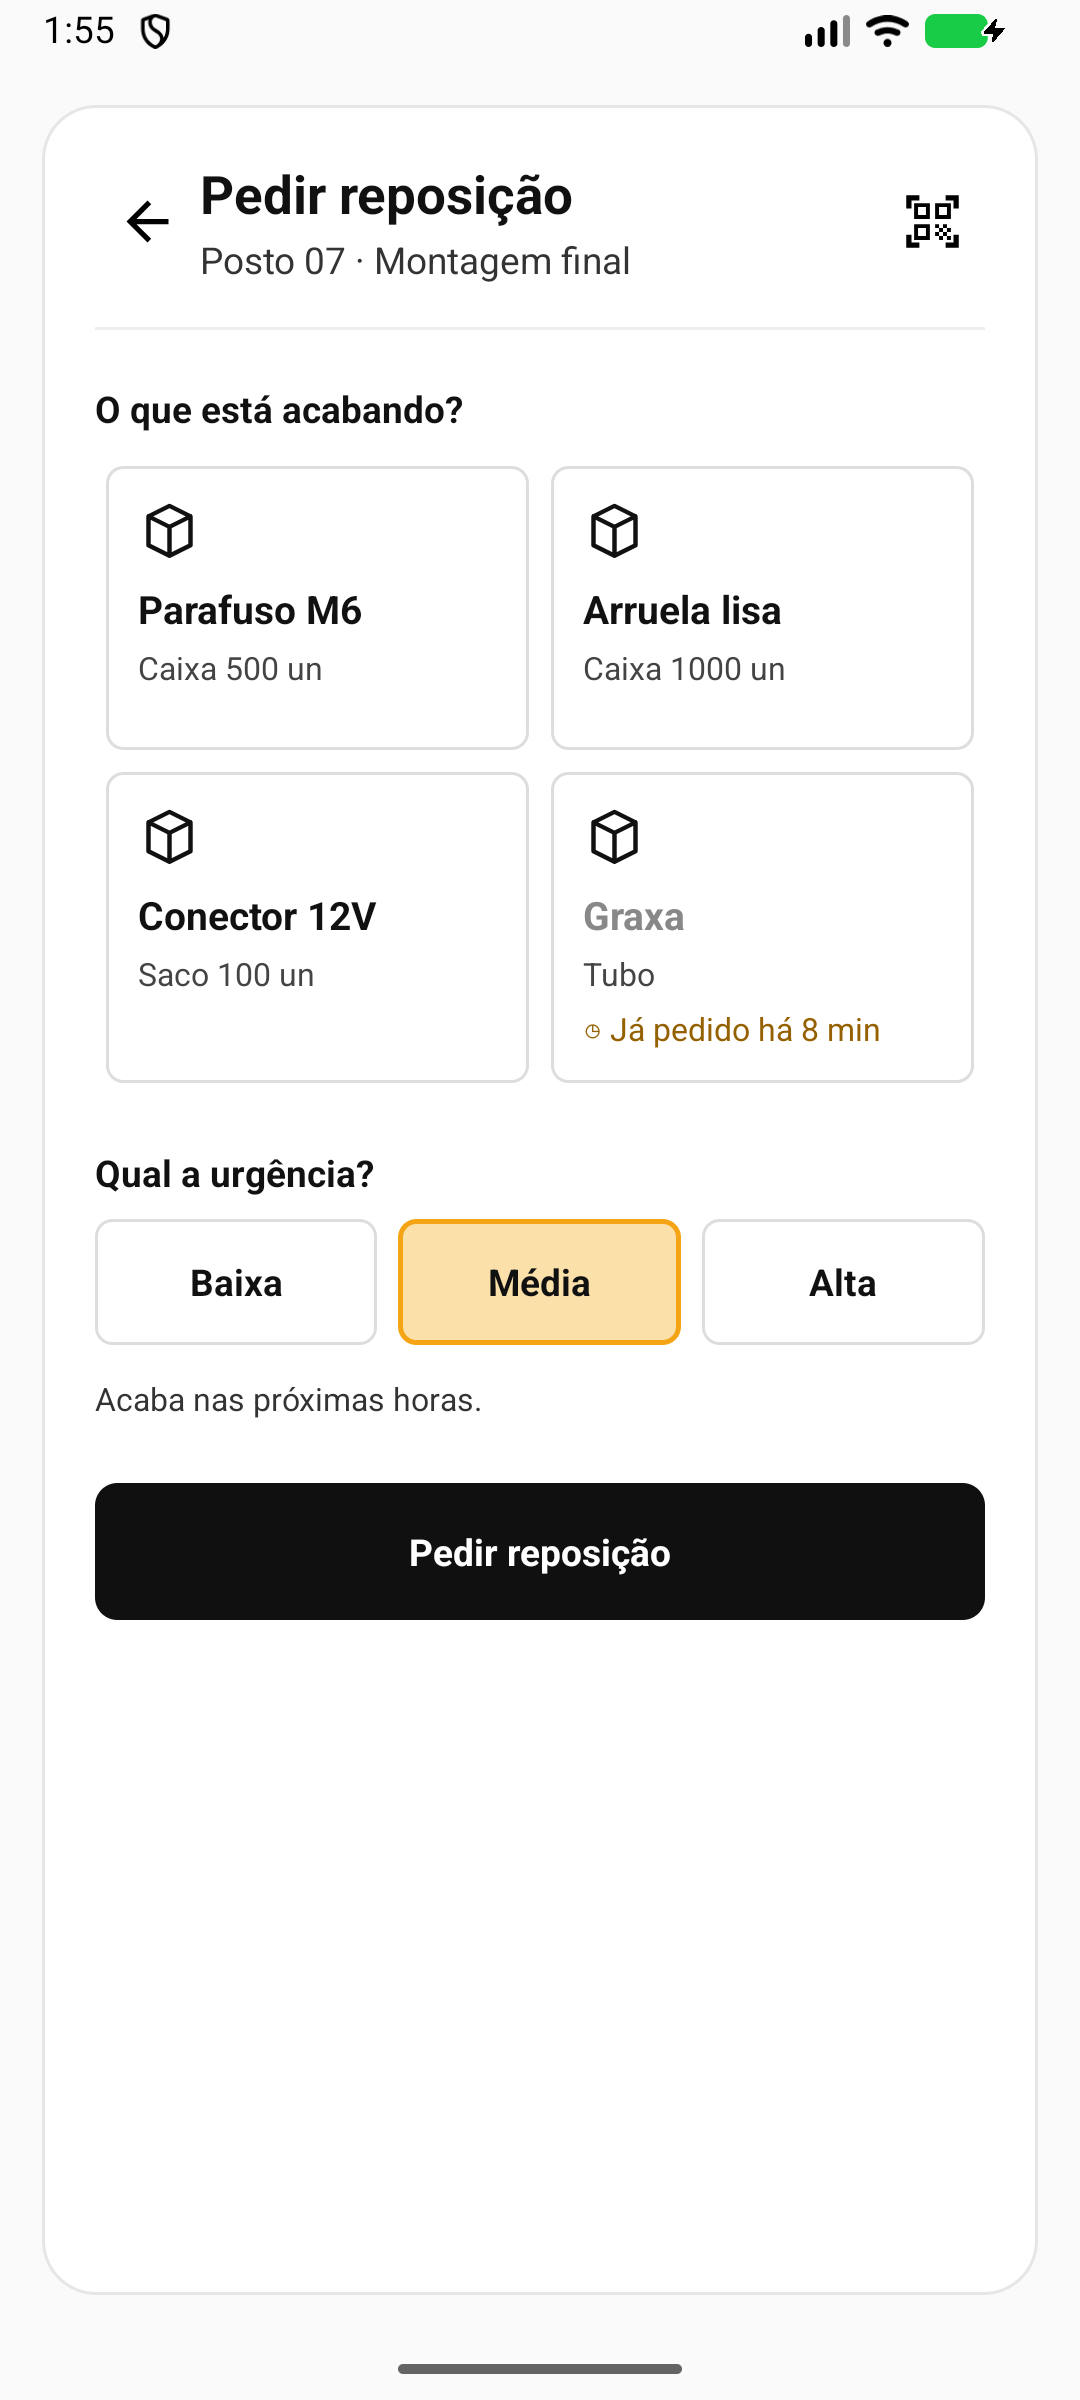 1:55
Pedir reposição
Posto 07 · Montagem final
O que está acabando?
Parafuso M6
Caixa 500 un
Arruela lisa
Caixa 1000 un
Conector 12V
Saco 100 un
Graxa
Tubo
Já pedido há 8 min
Qual a urgência?
Baixa
Média
Alta
Acaba nas próximas horas.
Pedir reposição